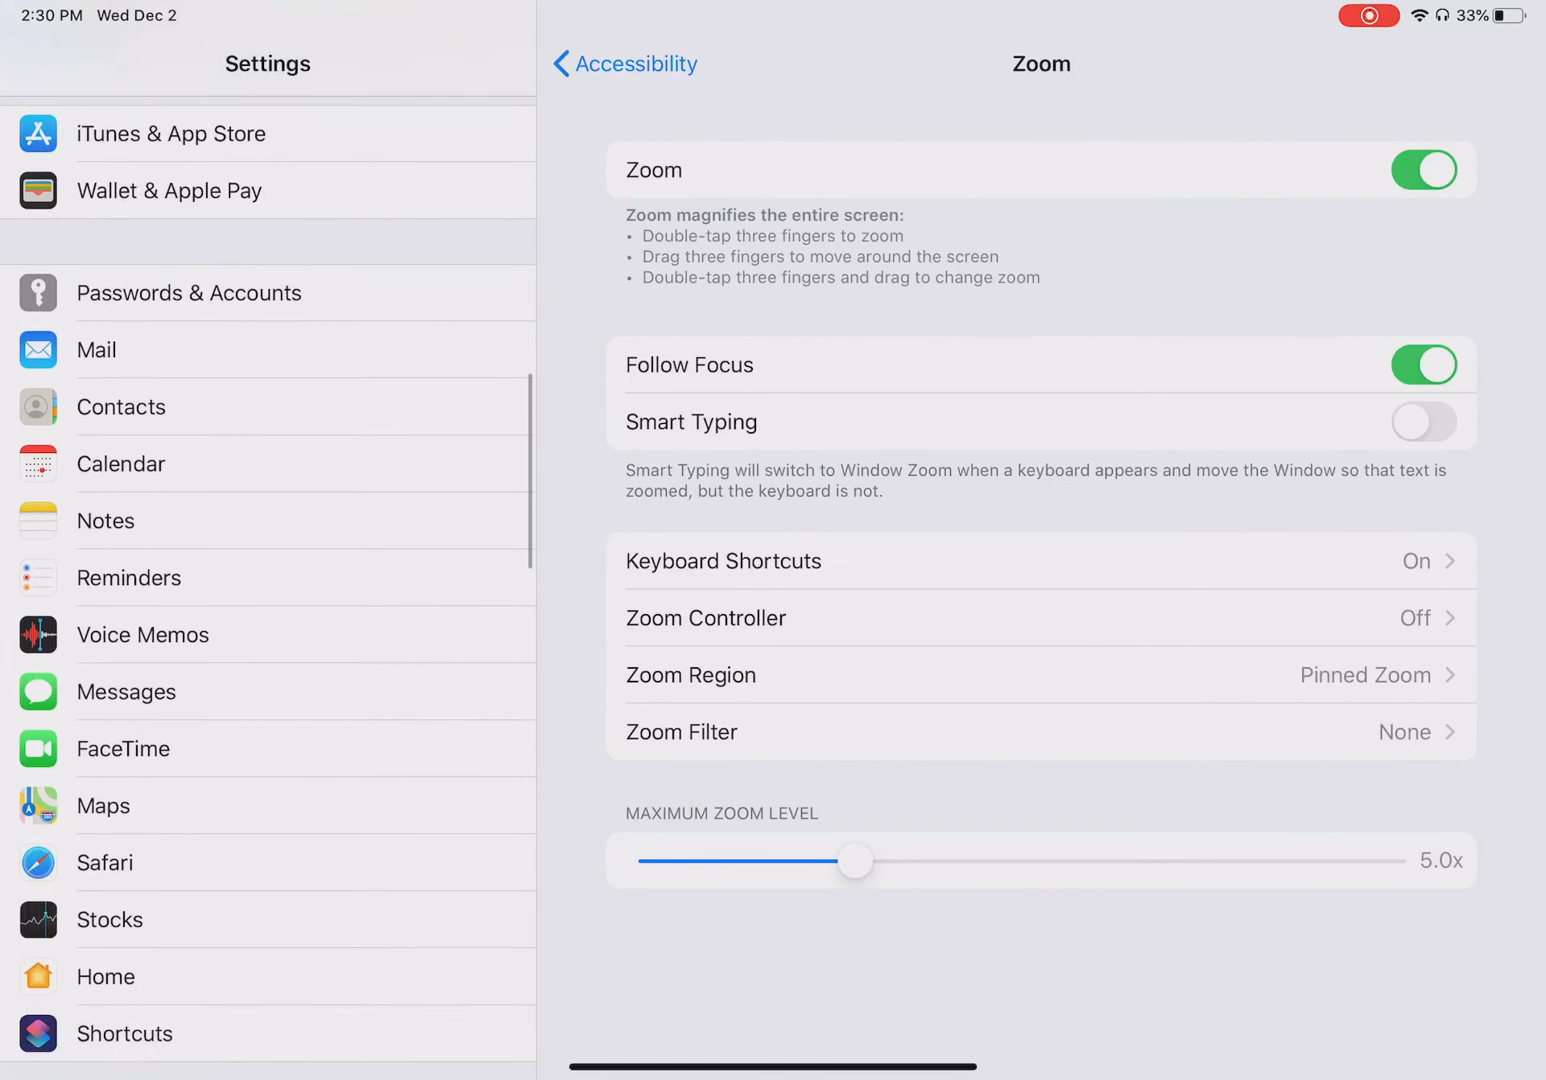 2:30 PM Wed Dec 2
33%
Settings
iTunes & App Store
Wallet & Apple Pay
Passwords & Accounts
Mail
Contacts
Calendar
Notes
Reminders
Voice Memos
Messages
FaceTime
Maps
Safari
Stocks
Home
Shortcuts
Accessibility
Zoom
Zoom
Zoom magnifies the entire screen:
• Double-tap three fingers to zoom
• Drag three fingers to move around the screen
• Double-tap three fingers and drag to change zoom
Follow Focus
Smart Typing
Smart Typing will switch to Window Zoom when a keyboard appears and move the Window so that text is
zoomed, but the keyboard is not.
Keyboard Shortcuts On
Zoom Controller Off
Zoom Region Pinned Zoom
Zoom Filter None
MAXIMUM ZOOM LEVEL
5.0x